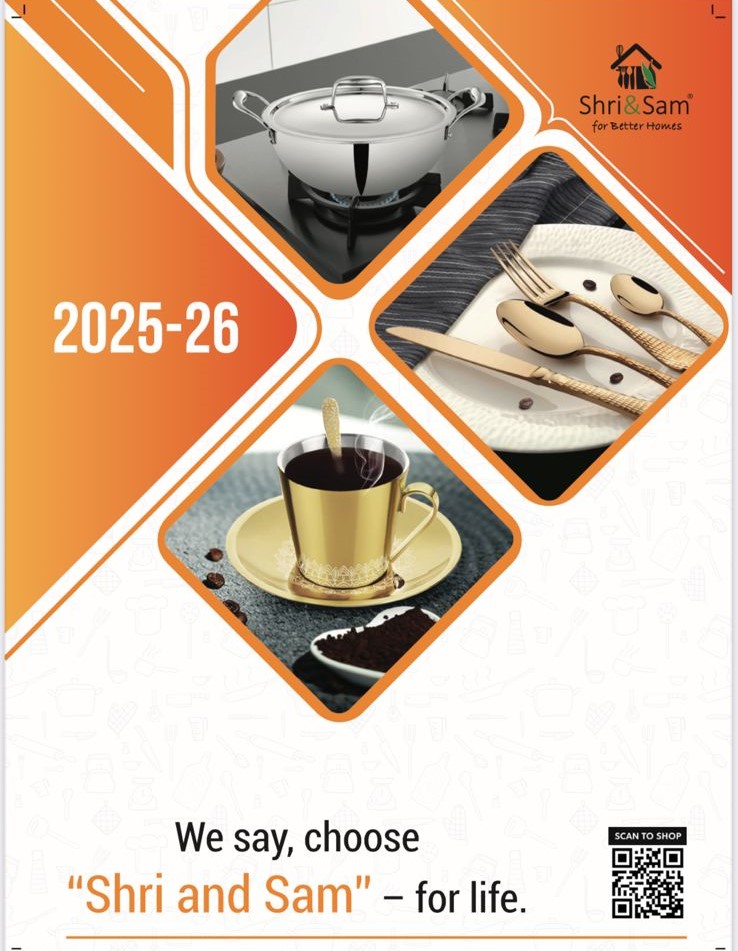 Shri&Sam®
for Better Homes
2025-26
We say, choose
“Shri and Sam” – for life.
SCAN TO SHOP